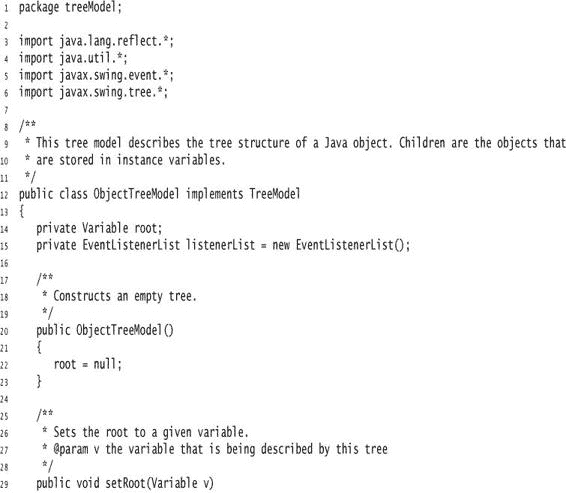 1 package treeModel;
2
3 import java.lang.reflect.*;
4 import java.util.*;
5 import javax.swing.event.*;
6 import javax.swing.tree.*;
7
8 /**
9  * This tree model describes the tree structure of a Java object. Children are the objects that
10  * are stored in instance variables.
11  */
12 public class ObjectTreeModel implements TreeModel
13 {
14    private Variable root;
15    private EventListenerList listenerList = new EventListenerList();
16
17    /**
18     * Constructs an empty tree.
19     */
20    public ObjectTreeModel()
21    {
22       root = null;
23    }
24
25    /**
26     * Sets the root to a given variable.
27     * @param v the variable that is being described by this tree
28     */
29    public void setRoot(Variable v)